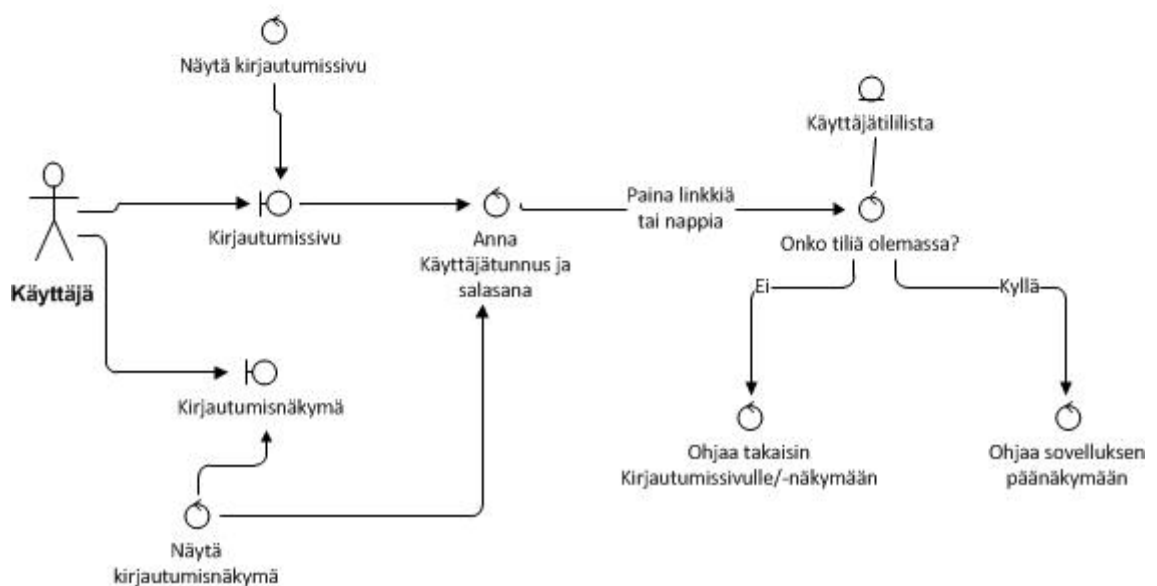 Näytä kirjautumissivu
Käyttäjätililista
Paina linkkiä
tai nappia
Kirjautumissivu
Anna
Käyttäjätunnus ja
salasana
Onko tiliä olemassa?
Käyttäjä
Ei
Kyllä
Kirjautumisnäkymä
Ohjaa takaisin
Kirjautumissivulle/-näkymään
Ohjaa sovelluksen
päänäkymään
Näytä
kirjautumisnäkymä